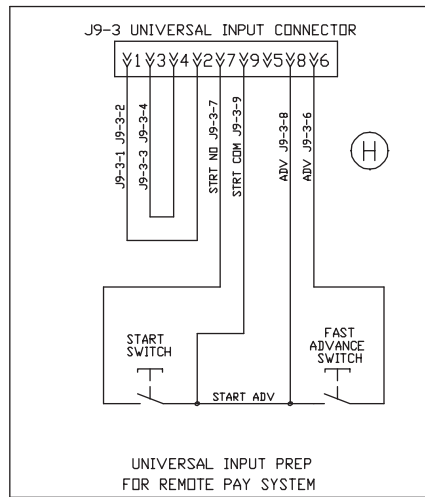 J9-3 UNIVERSAL INPUT CONNECTOR
1 3 4 2 7 9 5 8 6
J9-3-1 J9-3-2
J9-3-3 J9-3-4
STRT NO J9-3-7
STRT COM J9-3-9
ADV J9-3-8
ADV J9-3-6
H
START
SWITCH
FAST
ADVANCE
SWITCH
START ADV
UNIVERSAL INPUT PREP
FOR REMOTE PAY SYSTEM